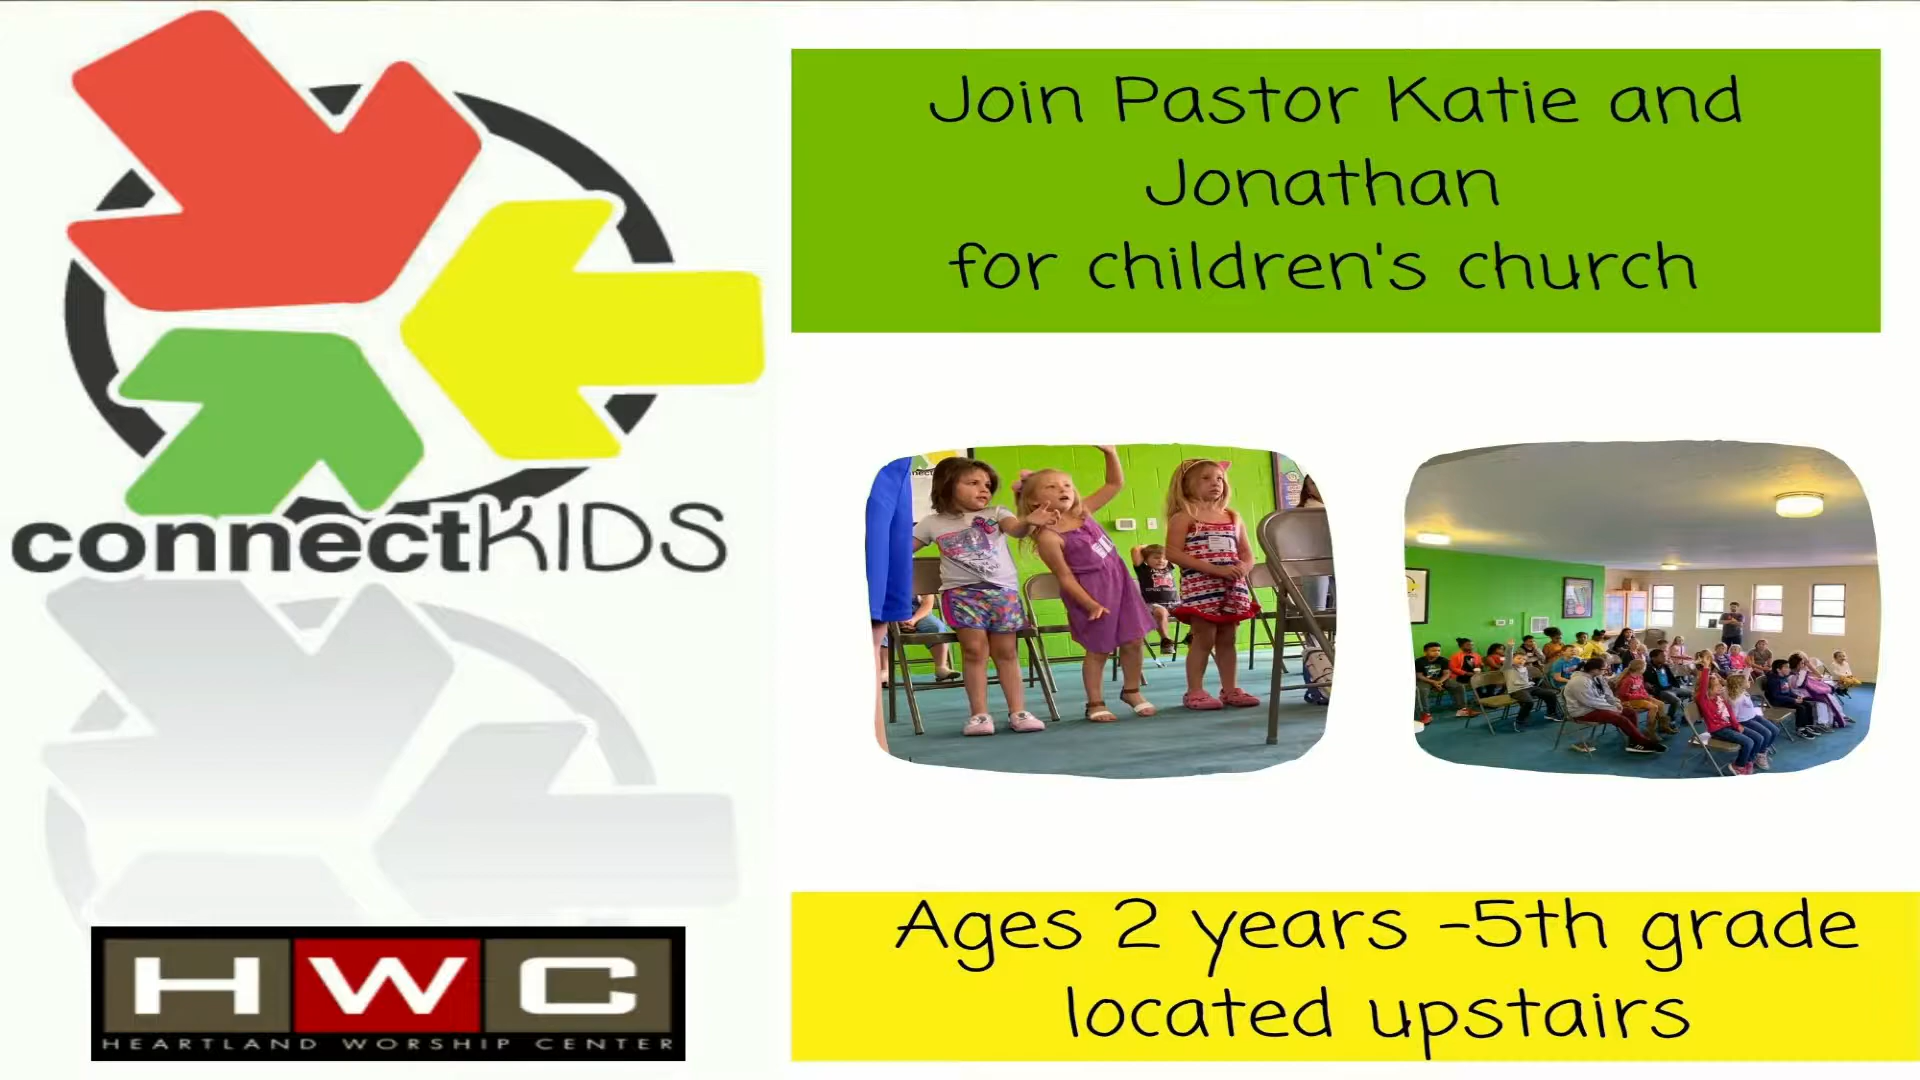 connectKIDS
HWC
HEARTLAND WORSHIP CENTER
Join Pastor Katie and
Jonathan
for children's church
Ages 2 years -5th grade
located upstairs